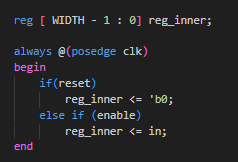 reg [ WIDTH - 1 : 0] reg_inner;
always @(posedge clk)
begin
if(reset)
reg_inner <= 'b0;
else if (enable)
reg_inner <= in;
end